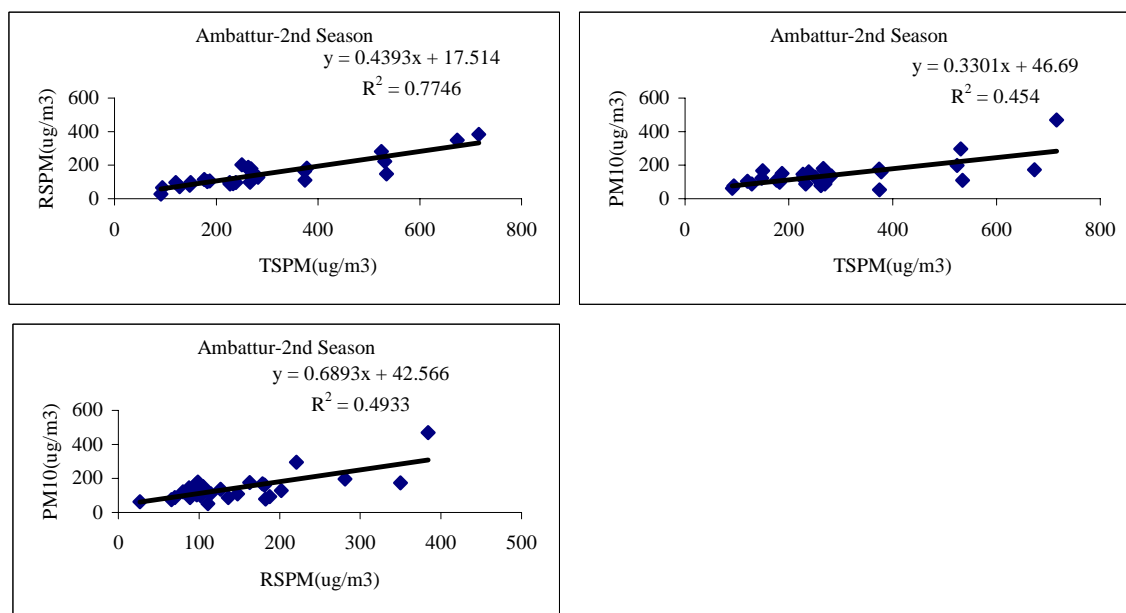 Ambattur-2nd Season
y = 0.4393x + 17.514
R² = 0.7746
600
400
200
0
0 200 400 600 800
RSPM(ug/m3)
TSPM(ug/m3)
Ambattur-2nd Season
y = 0.3301x + 46.69
R² = 0.454
600
400
200
0
0 200 400 600 800
PM10(ug/m3)
TSPM(ug/m3)
Ambattur-2nd Season
y = 0.6893x + 42.566
R² = 0.4933
600
400
200
0
0 100 200 300 400 500
PM10(ug/m3)
RSPM(ug/m3)